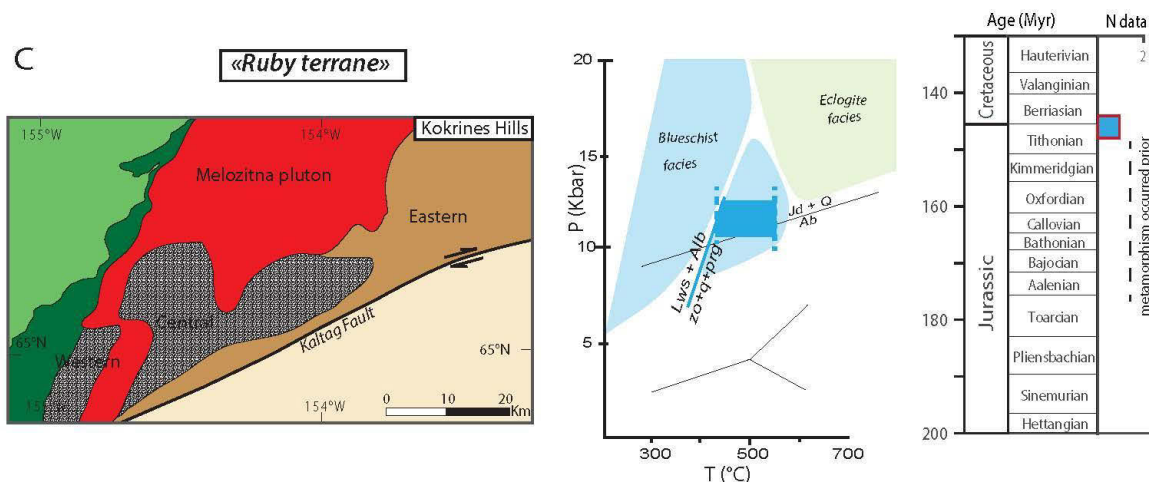 C
«Ruby terrane»
155°W
154°W
Kokrines Hills
Melozitna pluton
Eastern
Central
Kaltag Fault
65°N
Western
65°N
154°W
0 10 20
Km
20
15
10
5
P (Kbar)
Blueschist
facies
Eclogite
facies
Jd + Q
Ab
Lws + Alb
zo+q+prg
300 500 700
T (°C)
Age (Myr)
N data
2
140
160
180
200
Cretaceous
Jurassic
Hauterivian
Valanginian
Berriasian
Tithonian
Kimmeridgian
Oxfordian
Callovian
Bathonian
Bajocian
Aalenian
Toarcian
Pliensbachian
Sinemurian
Hettangian
metamorphism occurred prior